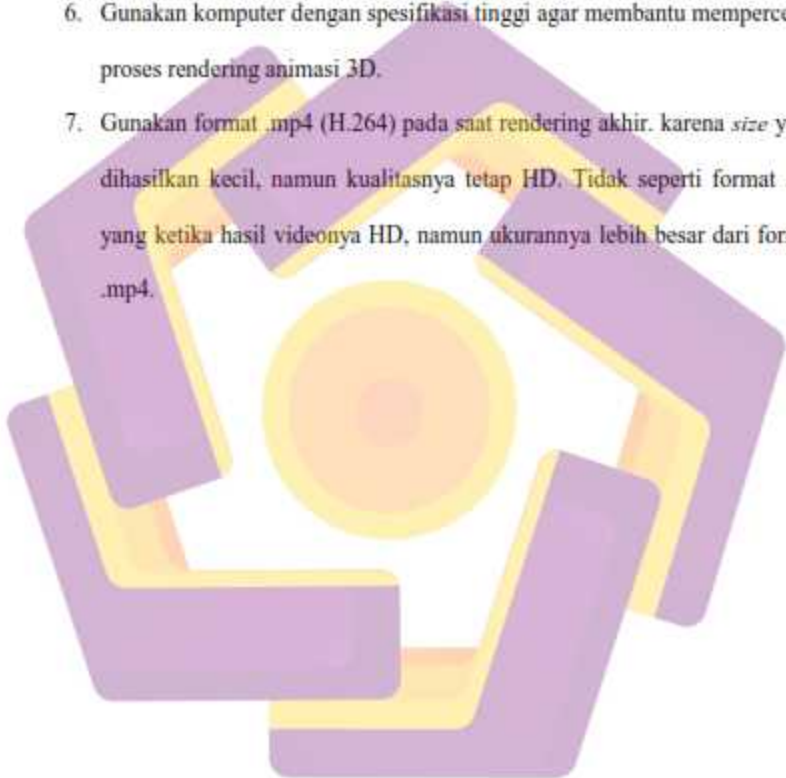 6. Gunakan komputer dengan spesifikasi tinggi agar membantu memperce
proses rendering animasi 3D.
7. Gunakan format .mp4 (H.264) pada saat rendering akhir. karena size y
dihasilkan kecil, namun kualitasnya tetap HD. Tidak seperti format
yang ketika hasil videonya HD, namun ukurannya lebih besar dari for
.mp4.